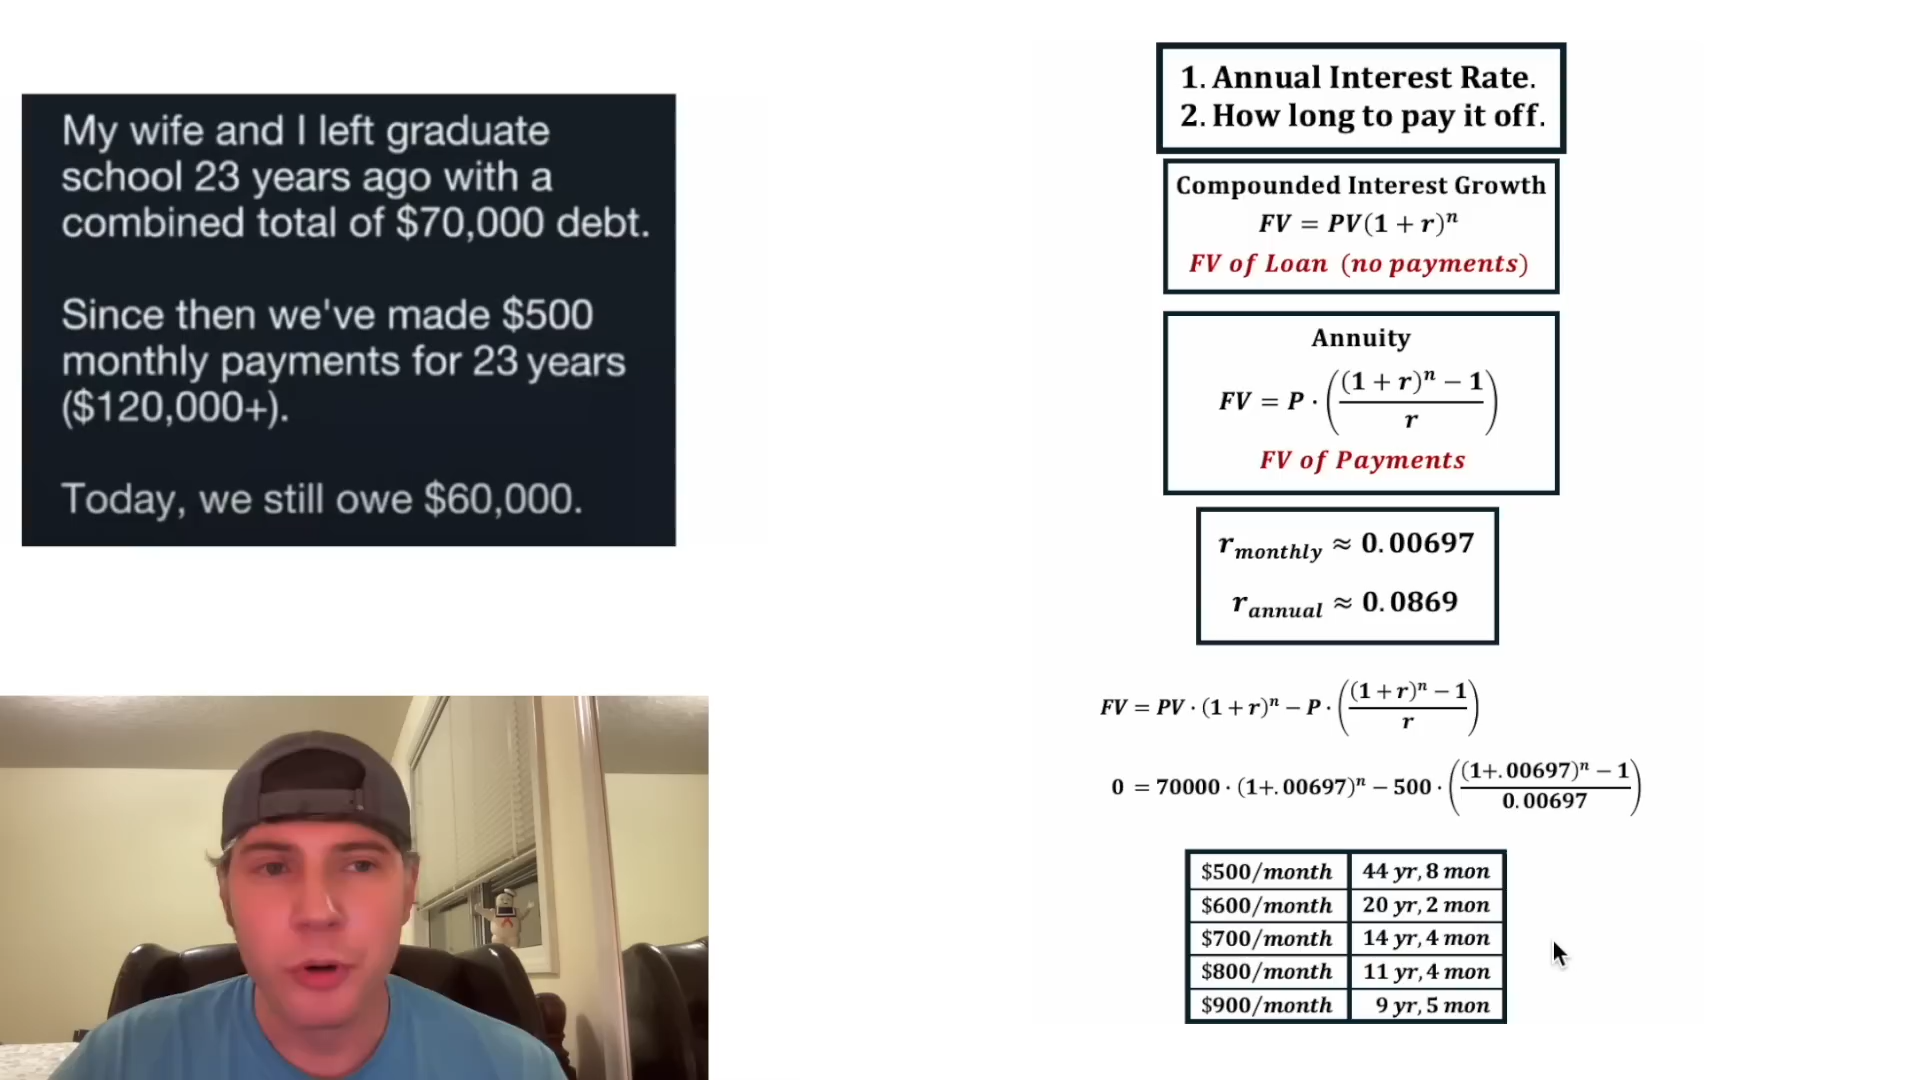 My wife and I left graduate
school 23 years ago with a
combined total of $70,000 debt.
Since then we've made $500
monthly payments for 23 years
($120,000+).
Today, we still owe $60,000.
1. Annual Interest Rate.
2. How long to pay it off.
Compounded Interest Growth
FV = PV(1 + r)^n
FV of Loan (no payments)
Annuity
FV = P · (((1 + r)^n − 1) / r)
FV of Payments
r_monthly ≈ 0.00697
r_annual ≈ 0.0869
FV = PV · (1 + r)^n − P · (((1 + r)^n − 1) / r)
0 = 70000 · (1+.00697)^n − 500 · (((1+.00697)^n − 1) / 0.00697)
$500/month 44 yr, 8 mon
$600/month 20 yr, 2 mon
$700/month 14 yr, 4 mon
$800/month 11 yr, 4 mon
$900/month 9 yr, 5 mon